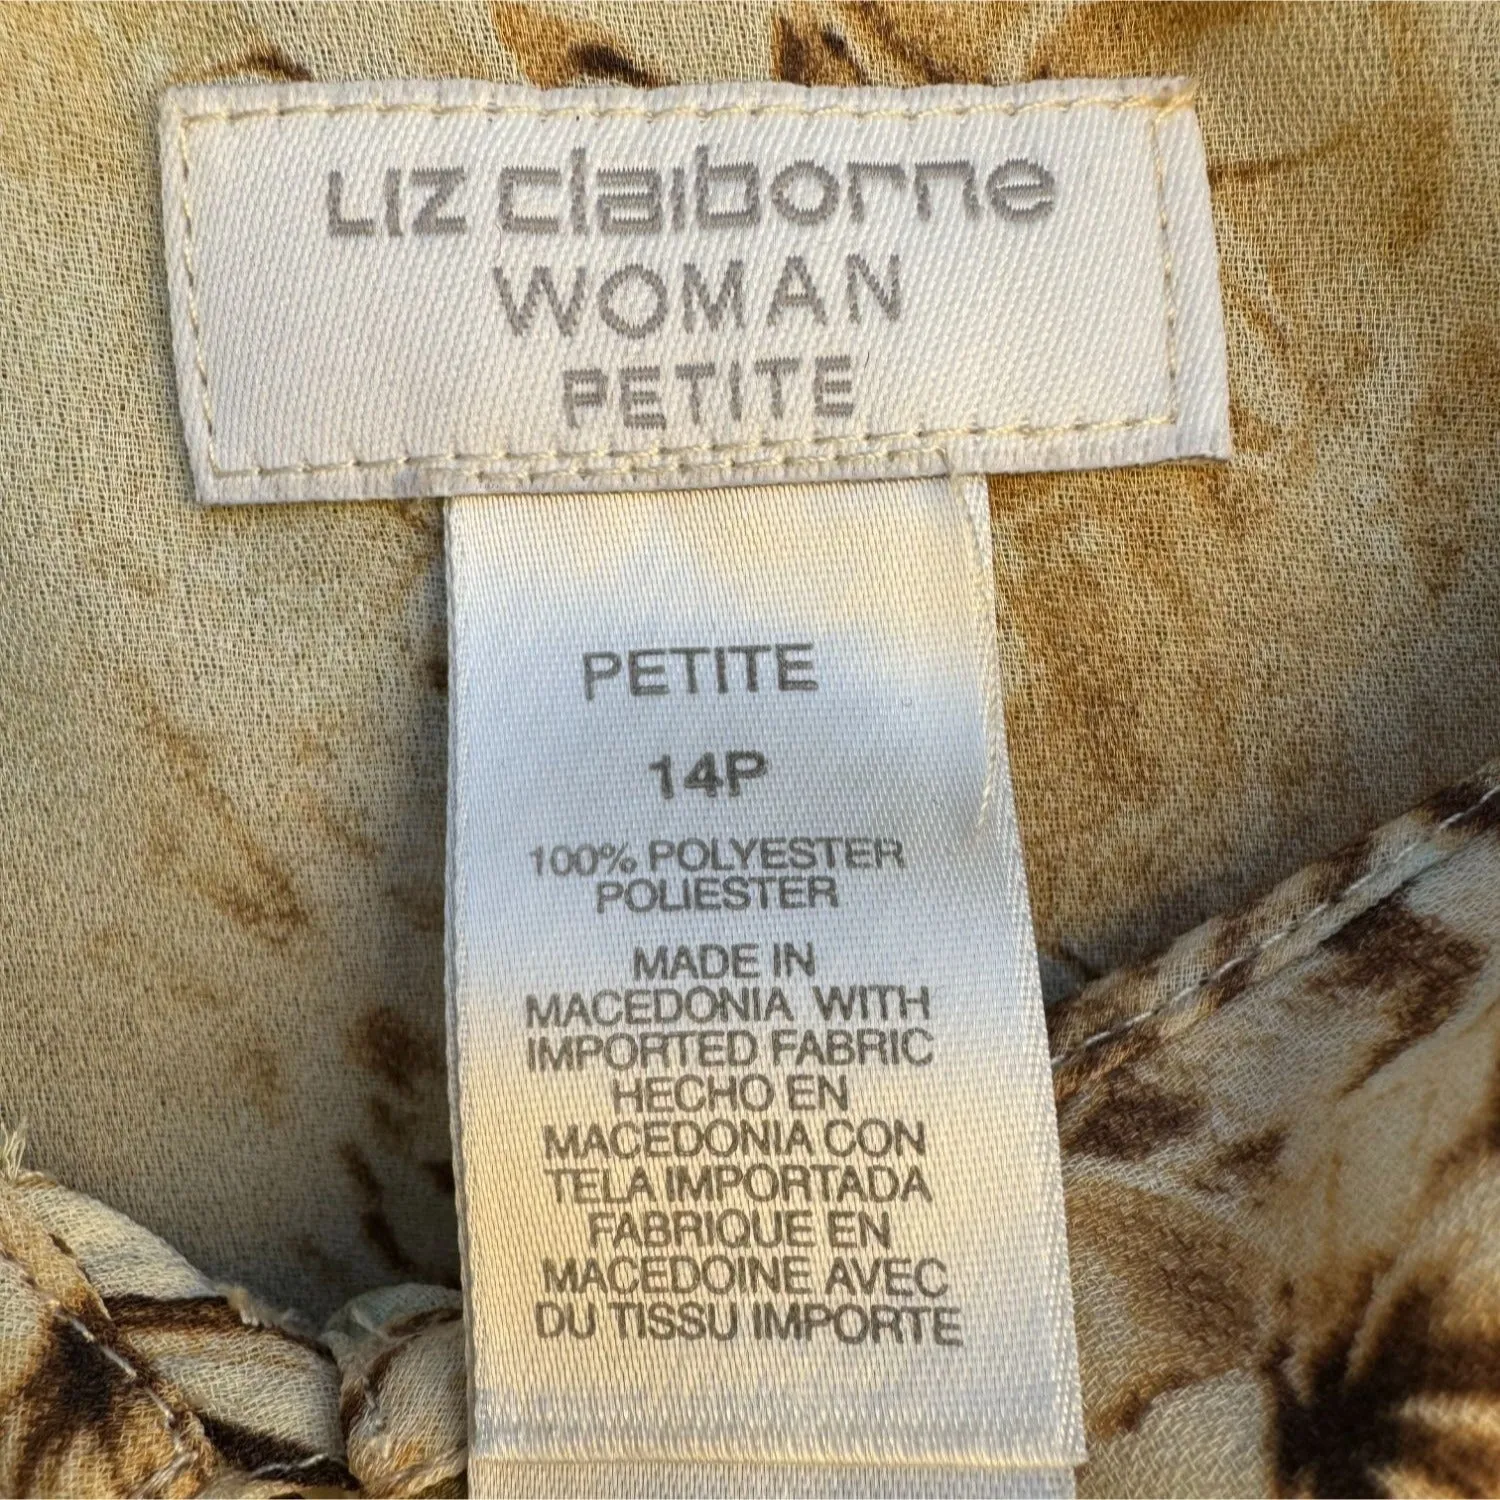 Liz claiborne
WOMAN
PETITE
PETITE
14P
100% POLYESTER
POLIESTER
MADE IN
MACEDONIA WITH
IMPORTED FABRIC
HECHO EN
MACEDONIA CON
TELA IMPORTADA
FABRIQUE EN
MACEDOINE AVEC
DU TISSU IMPORTE